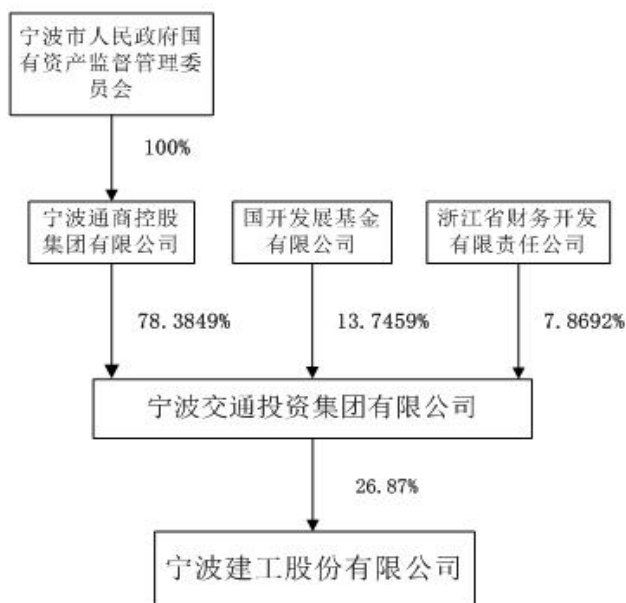 宁波市人民政府国
有资产监督管理委
员会
100%
宁波通商控股
集团有限公司
国开发展基金
有限公司
浙江省财务开发
有限责任公司
78.3849%
13.7459%
7.8692%
宁波交通投资集团有限公司
26.87%
宁波建工股份有限公司